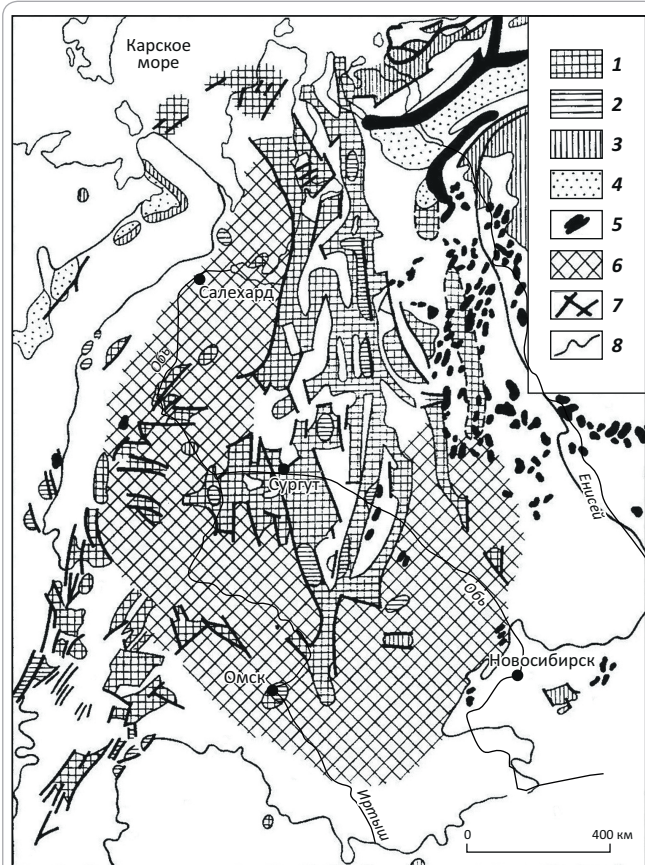 Карское
море
1
2
3
4
5
6
7
8
Салехард
Обь
Сургут
Енисей
Обь
Новосибирск
Омск
Иртыш
0 400 км